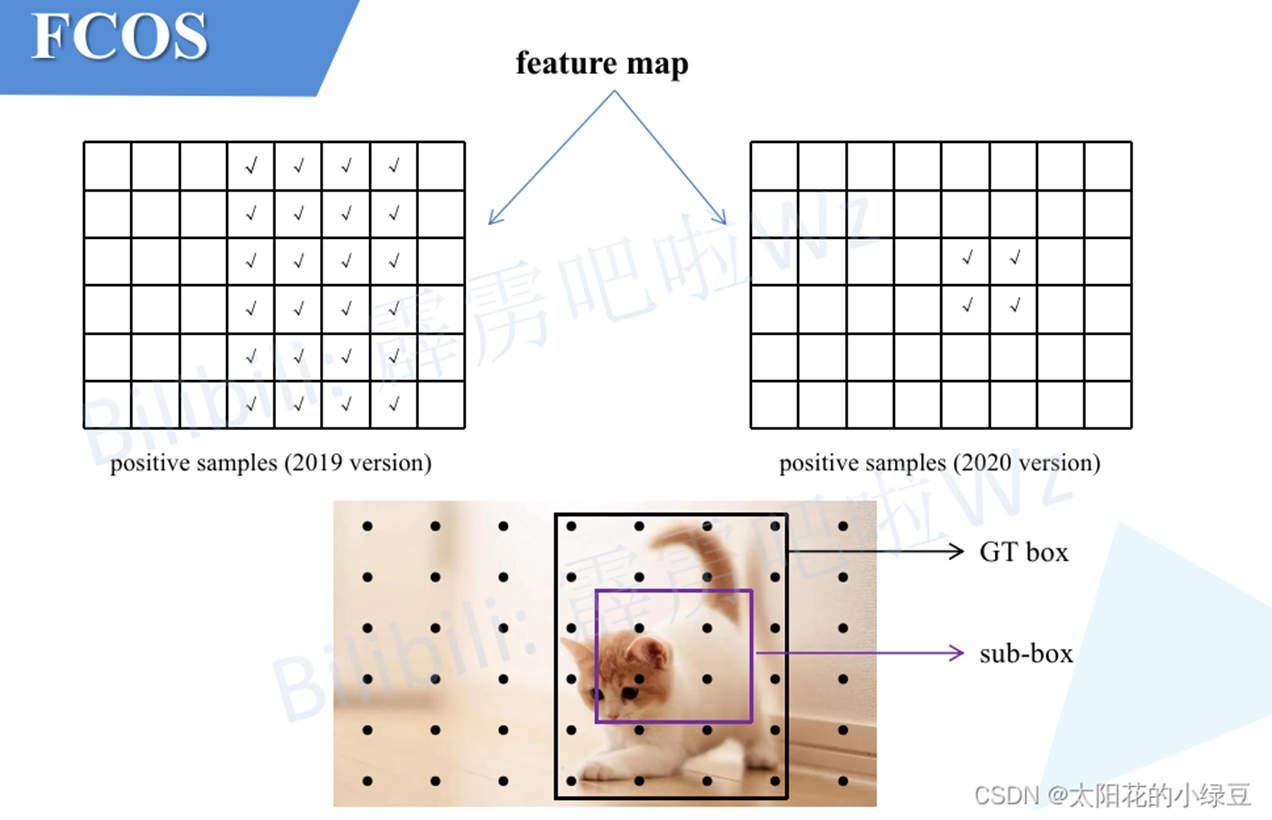 FCOS
feature map
√ √ √ √
√ √ √ √
√ √ √ √
√ √ √ √
√ √ √ √
√ √ √ √
√ √
√ √
positive samples (2019 version)
positive samples (2020 version)
Bilibili: 霹雳吧啦Wz
GT box
sub-box
Bilibili: 霹雳吧啦Wz
CSDN @太阳花的小绿豆